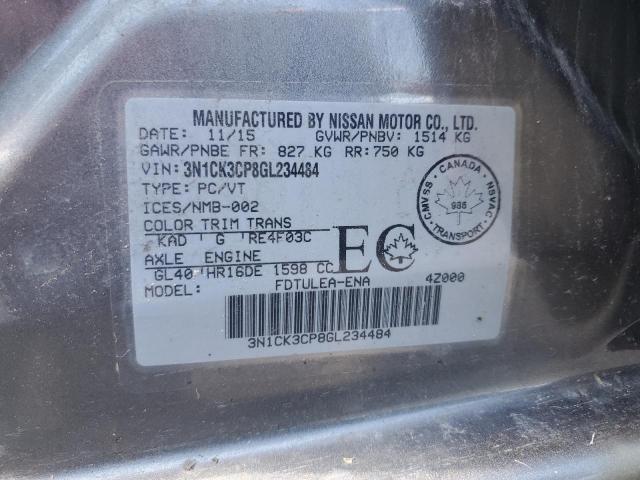 MANUFACTURED BY NISSAN MOTOR CO., LTD.
DATE: 11/15 GVWR/PNBV: 1514 KG
GAWR/PNBE FR: 827 KG RR: 750 KG
VIN: 3N1CK3CP8GL234484
TYPE: PC/VT
ICES/NMB-002
COLOR TRIM TRANS
KAD G RE4F03C
AXLE ENGINE
GL40 HR16DE 1598 CC
MODEL: FDTULEA-ENA 4Z000
3N1CK3CP8GL234484
EC
CANADA
CMVSS NSVAC
986
TRANSPORT